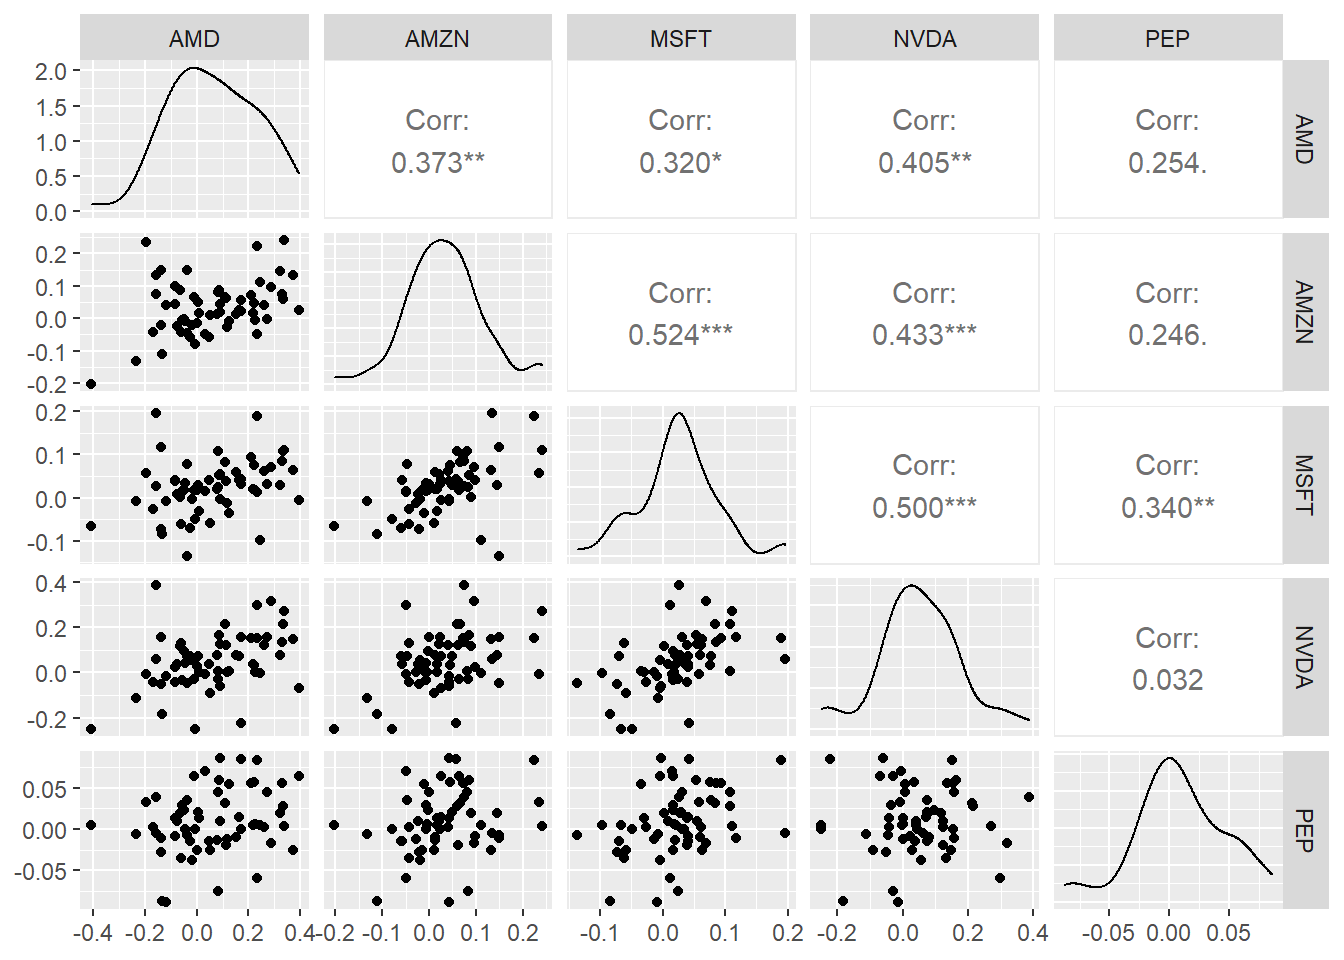 AMD AMZN MSFT NVDA PEP
2.0
1.5
1.0
0.5
0.0
Corr:
0.373**
Corr:
0.320*
Corr:
0.405**
Corr:
0.254.
AMD
0.2
0.1
0.0
-0.1
-0.2
Corr:
0.524***
Corr:
0.433***
Corr:
0.246.
AMZN
0.2
0.1
0.0
-0.1
Corr:
0.500***
Corr:
0.340**
MSFT
0.4
0.2
0.0
-0.2
Corr:
0.032
NVDA
0.05
0.00
-0.05
PEP
-0.4 -0.2 0.0 0.2 0.4
-0.2 -0.1 0.0 0.1 0.2
-0.1 0.0 0.1 0.2
-0.2 0.0 0.2 0.4
-0.05 0.00 0.05